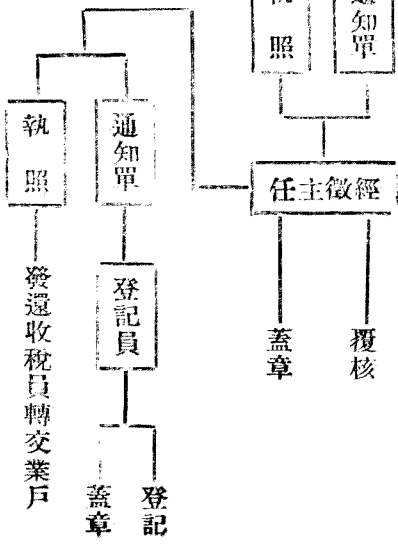 通知單
執照
經徵主任
覆核
蓋章
通知單
登記員
登記
蓋章
執照
發還收稅員轉交業戶